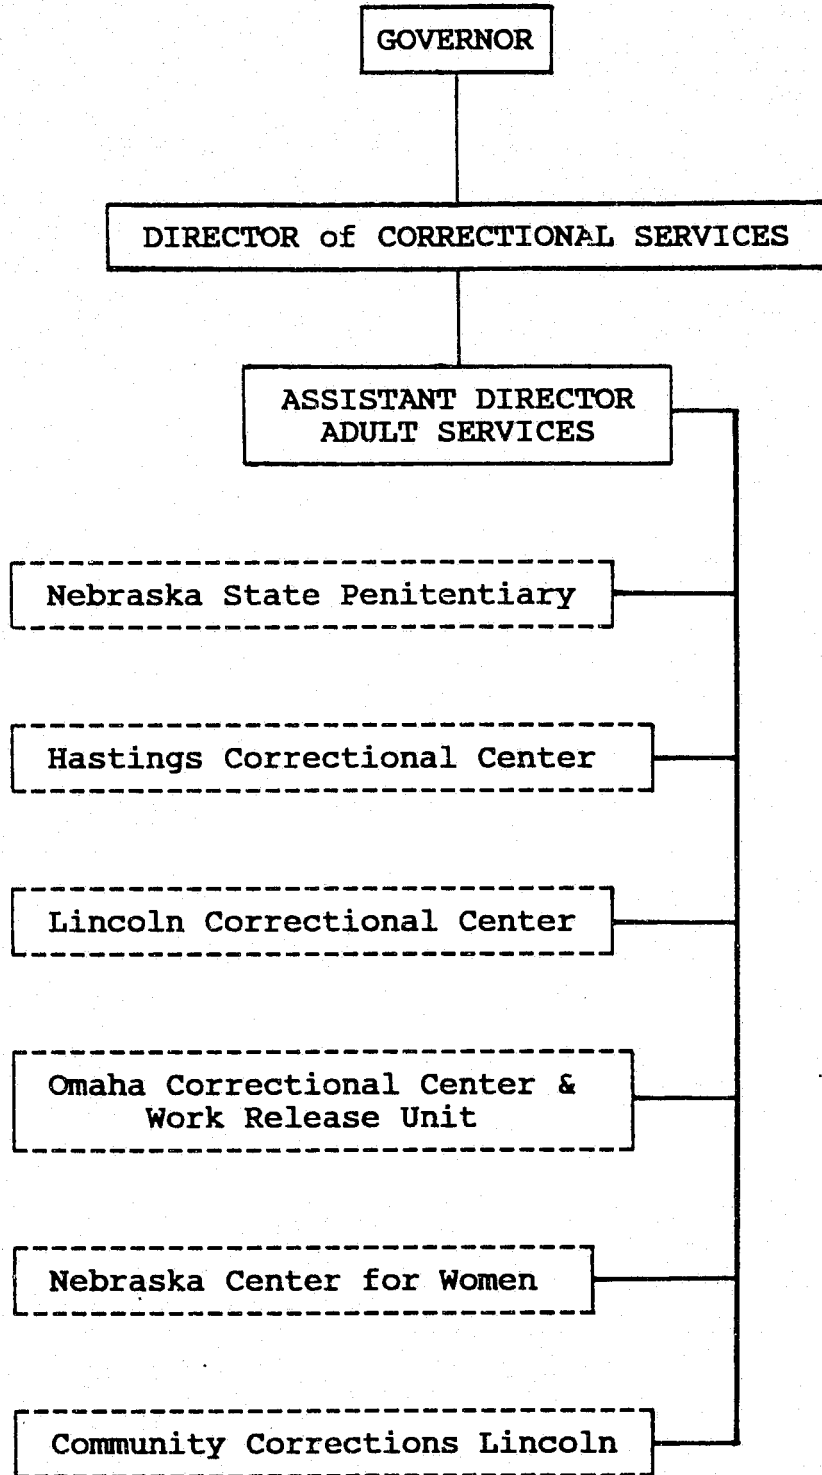 GOVERNOR
DIRECTOR of CORRECTIONAL SERVICES
ASSISTANT DIRECTOR
ADULT SERVICES
Nebraska State Penitentiary
Hastings Correctional Center
Lincoln Correctional Center
Omaha Correctional Center &
Work Release Unit
Nebraska Center for Women
Community Corrections Lincoln